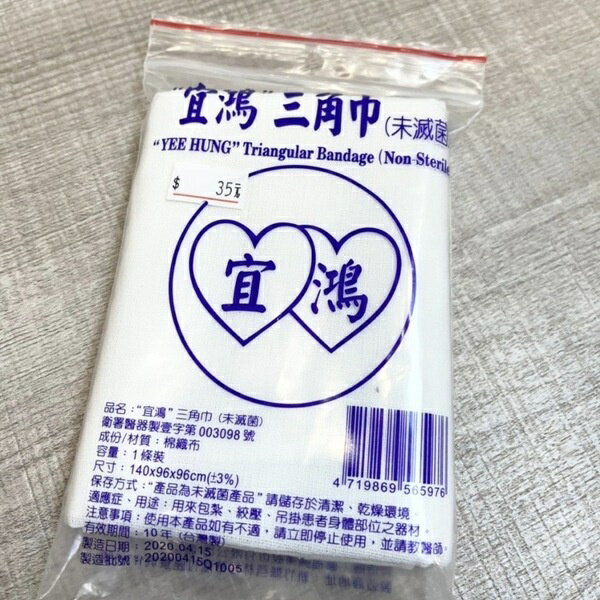 "宜鴻"三角巾(未滅菌
"YEE HUNG" Triangular Bandage (Non-Sterile
$ 35元
宜 鴻
品名：“宜鴻”三角巾（未滅菌）
衛署醫器製壹字第003098號
成份/材質：棉織布
容量：1條裝
尺寸：140x96x96cm(±3%)
4 719869 565976
保存方式：“產品為未滅菌產品”請儲存於清潔、乾燥環境
適應症、用途：用來包紮、絞壓、吊掛患者身體部位之器材。
注意事項：使用本產品如有不適，請立即停止使用，並請教醫師
有效期間：10年（台灣製）
製造日期：2020.04.15
製造批號：20200415Q1005